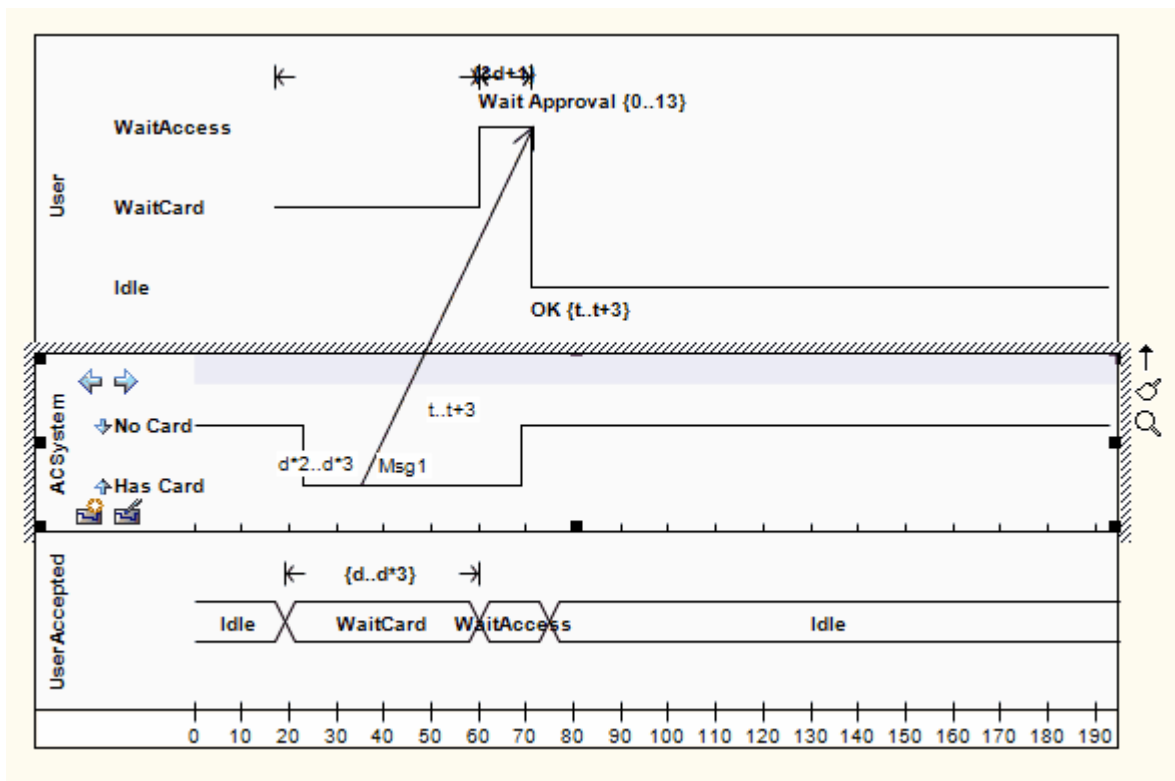 Wait Approval {0..13}
WaitAccess
User
WaitCard
Idle
OK {t..t+3}
ACSystem
t..t+3
No Card
d*2..d*3
Msg1
Has Card
UserAccepted
{d..d*3}
Idle WaitCard WaitAccess Idle
0 10 20 30 40 50 60 70 80 90 100 110 120 130 140 150 160 170 180 190